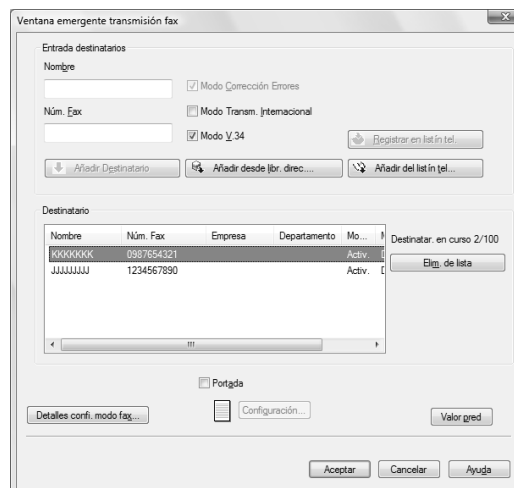 Ventana emergente transmisión fax
Entrada destinatarios
Nombre
Modo Corrección Errores
Núm. Fax
Modo Transm. Internacional
Modo V.34
Registrar en listín tel.
Añadir Destinatario
Añadir desde libr. direc....
Añadir del listín tel...
Destinatario
Nombre Núm. Fax Empresa Departamento Mo...
Destinatar. en curso 2/100
KKKKKKK 0987654321 Activ.
JJJJJJJJJ 1234567890 Activ.
Elim. de lista
Portada
Detalles confi. modo fax...
Configuración...
Valor pred
Aceptar Cancelar Ayuda